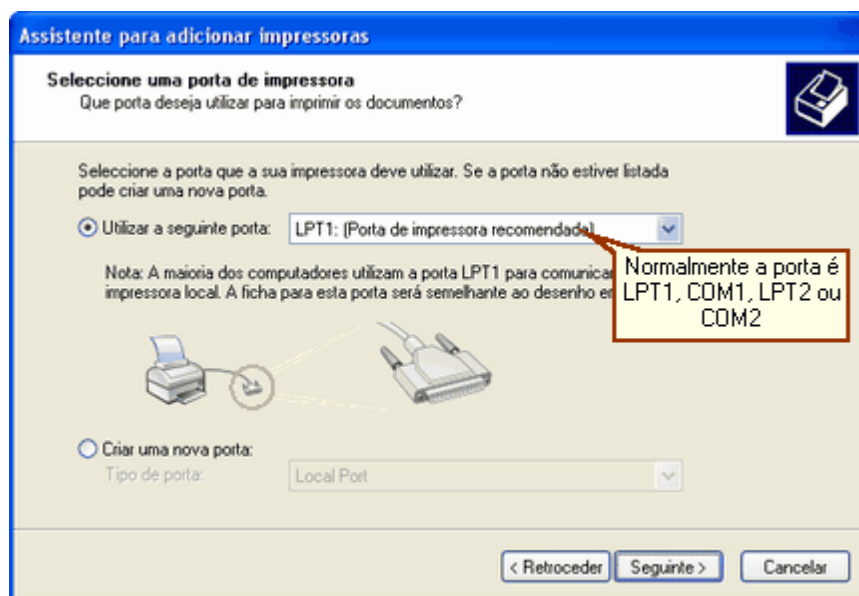 Assistente para adicionar impressoras
Seleccione uma porta de impressora
Que porta deseja utilizar para imprimir os documentos?
Seleccione a porta que a sua impressora deve utilizar. Se a porta não estiver listada
pode criar uma nova porta.
Utilizar a seguinte porta: LPT1: (Porta de impressora recomendada)
Nota: A maioria dos computadores utilizam a porta LPT1 para comunicar
impressora local. A ficha para esta porta será semelhante ao desenho
Normalmente a porta é
LPT1, COM1, LPT2 ou
COM2
Criar uma nova porta:
Tipo de porta: Local Port
< Retroceder Seguinte > Cancelar